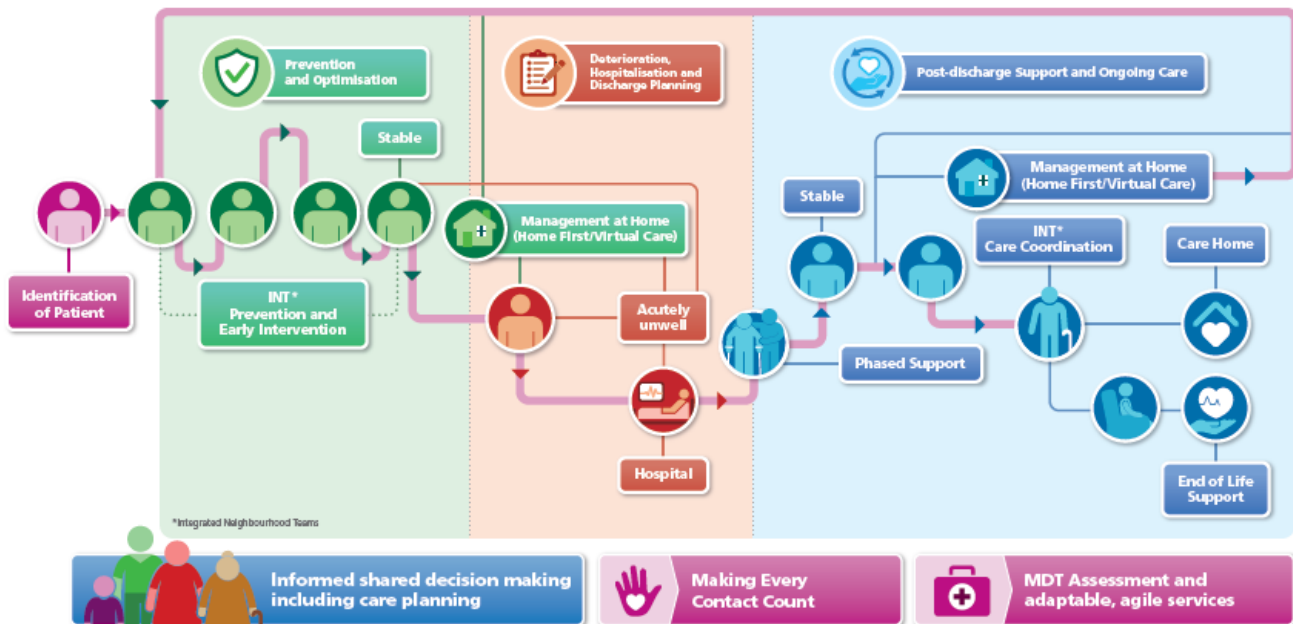 Prevention
and Optimisation
Deterioration,
Hospitalisation and
Discharge Planning
Post-discharge Support and Ongoing Care
Stable
Management at Home
(Home First/Virtual Care)
Identification
of Patient
INT*
Prevention and
Early Intervention
Acutely
unwell
Hospital
Stable
Management at Home
(Home First/Virtual Care)
INT*
Care Coordination
Care Home
Phased Support
End of Life
Support
*Integrated Neighbourhood Teams
Informed shared decision making
including care planning
Making Every
Contact Count
MDT Assessment and
adaptable, agile services